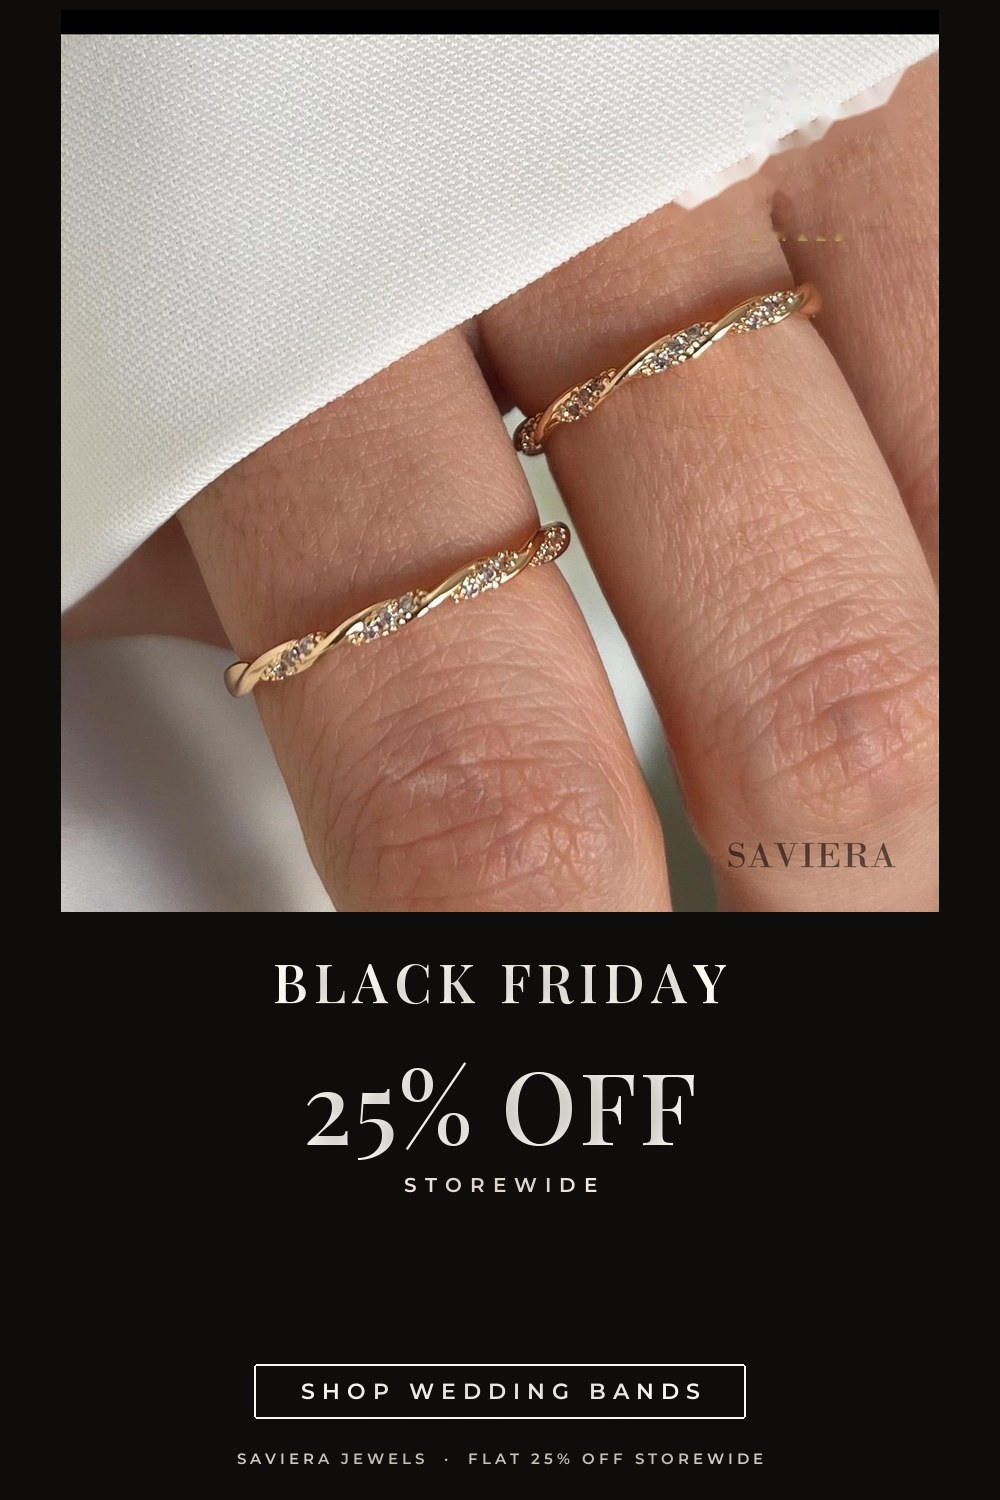 SAVIERA
BLACK FRIDAY
25% OFF
STOREWIDE
SHOP WEDDING BANDS
SAVIERA JEWELS · FLAT 25% OFF STOREWIDE